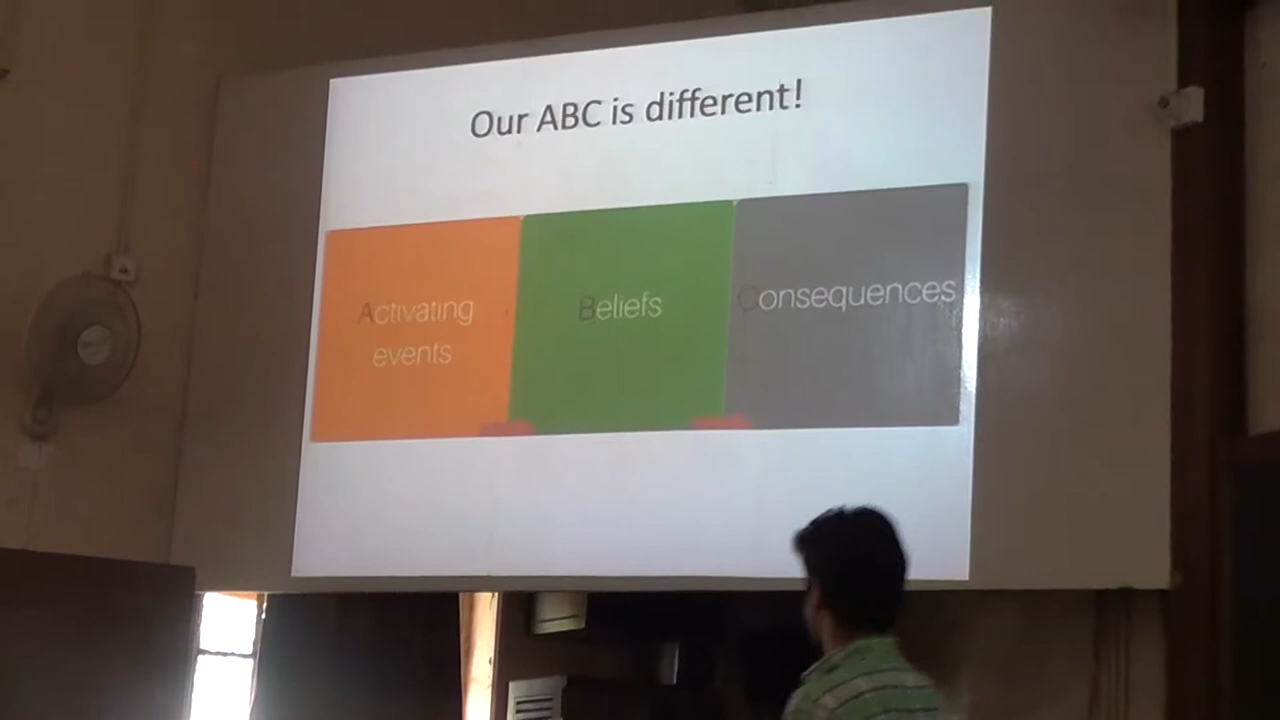 Our ABC is different!
Activating
events
Beliefs
Consequences